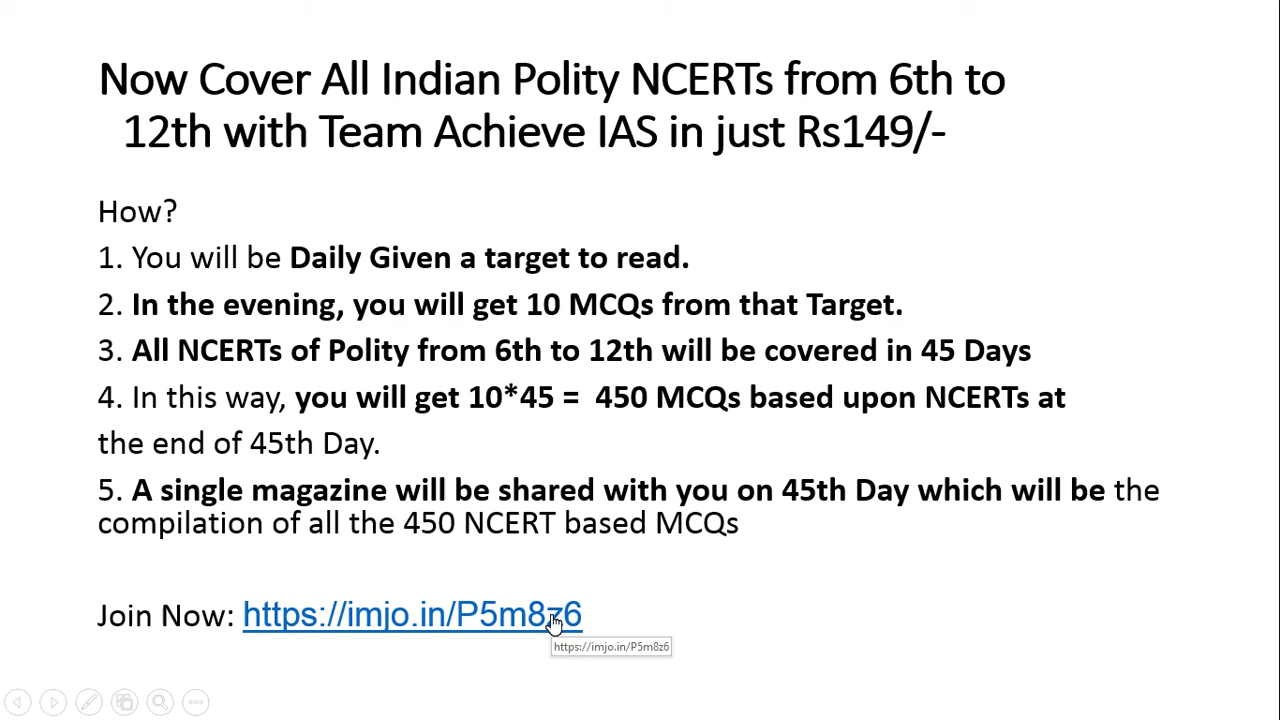 Now Cover All Indian Polity NCERTs from 6th to
12th with Team Achieve IAS in just Rs149/-
How?
1. You will be Daily Given a target to read.
2. In the evening, you will get 10 MCQs from that Target.
3. All NCERTs of Polity from 6th to 12th will be covered in 45 Days
4. In this way, you will get 10*45 =  450 MCQs based upon NCERTs at
the end of 45th Day.
5. A single magazine will be shared with you on 45th Day which will be the
compilation of all the 450 NCERT based MCQs
Join Now: https://imjo.in/P5m8z6
https://imjo.in/P5m8z6